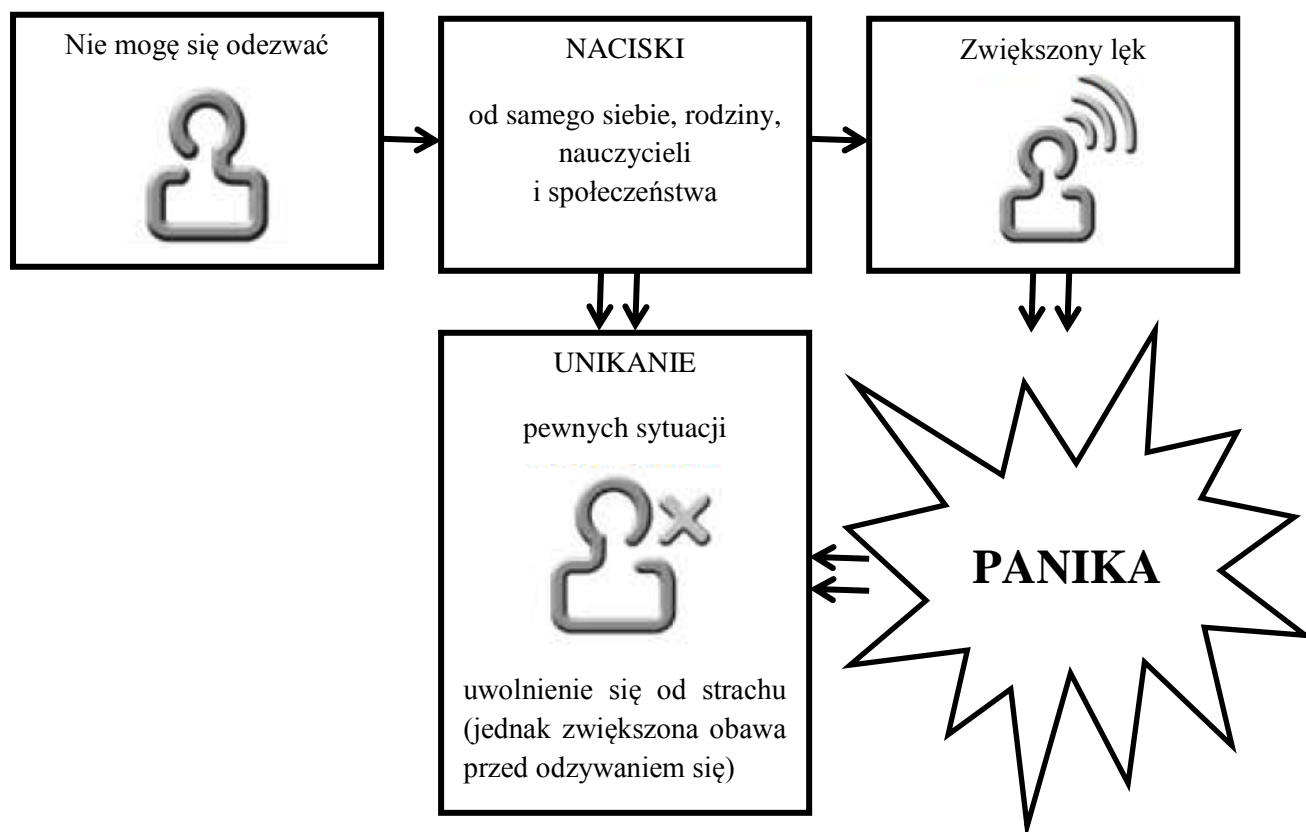 Nie mogę się odezwać
NACISKI
od samego siebie, rodziny,
nauczycieli
i społeczeństwa
Zwiększony lęk
UNIKANIE
pewnych sytuacji
uwolnienie się od strachu
(jednak zwiększona obawa
przed odzywaniem się)
PANIKA